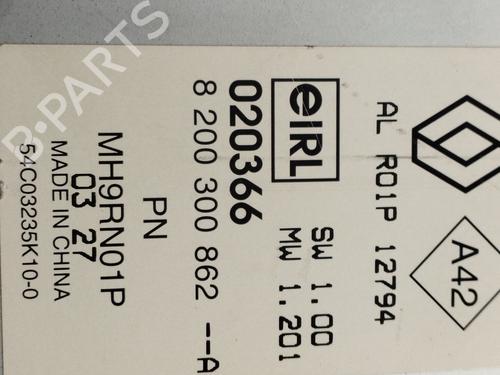 AL R01P 12794
A42
eIRL
SW 1.00
020366
MW 1.201
8 200 300 862 --A
PN
MH9RN01P
03 27
MADE IN CHINA
54C03235K10-0
B-PARTS